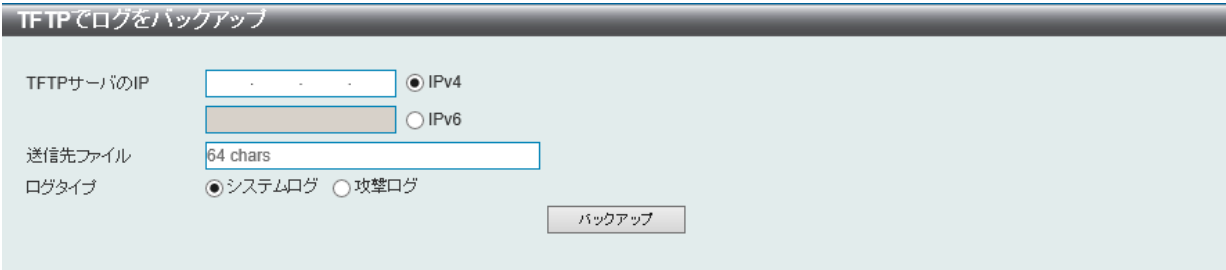 TFTPでログをバックアップ
TFTPサーバのIP . . . IPv4
IPv6
送信先ファイル 64 chars
ログタイプ システムログ 攻撃ログ
バックアップ